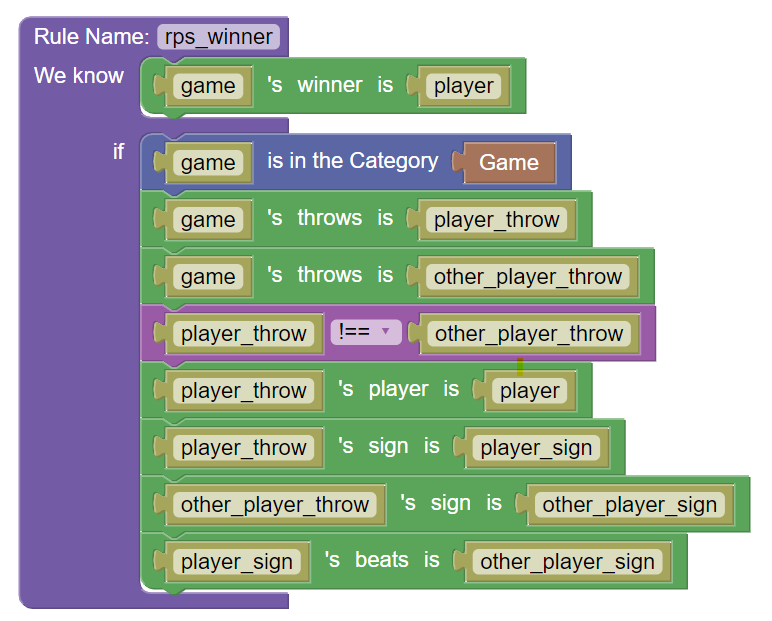 Rule Name: rps_winner
We know game 's winner is player
if game is in the Category Game
game 's throws is player_throw
game 's throws is other_player_throw
player_throw !== other_player_throw
player_throw 's player is player
player_throw 's sign is player_sign
other_player_throw 's sign is other_player_sign
player_sign 's beats is other_player_sign